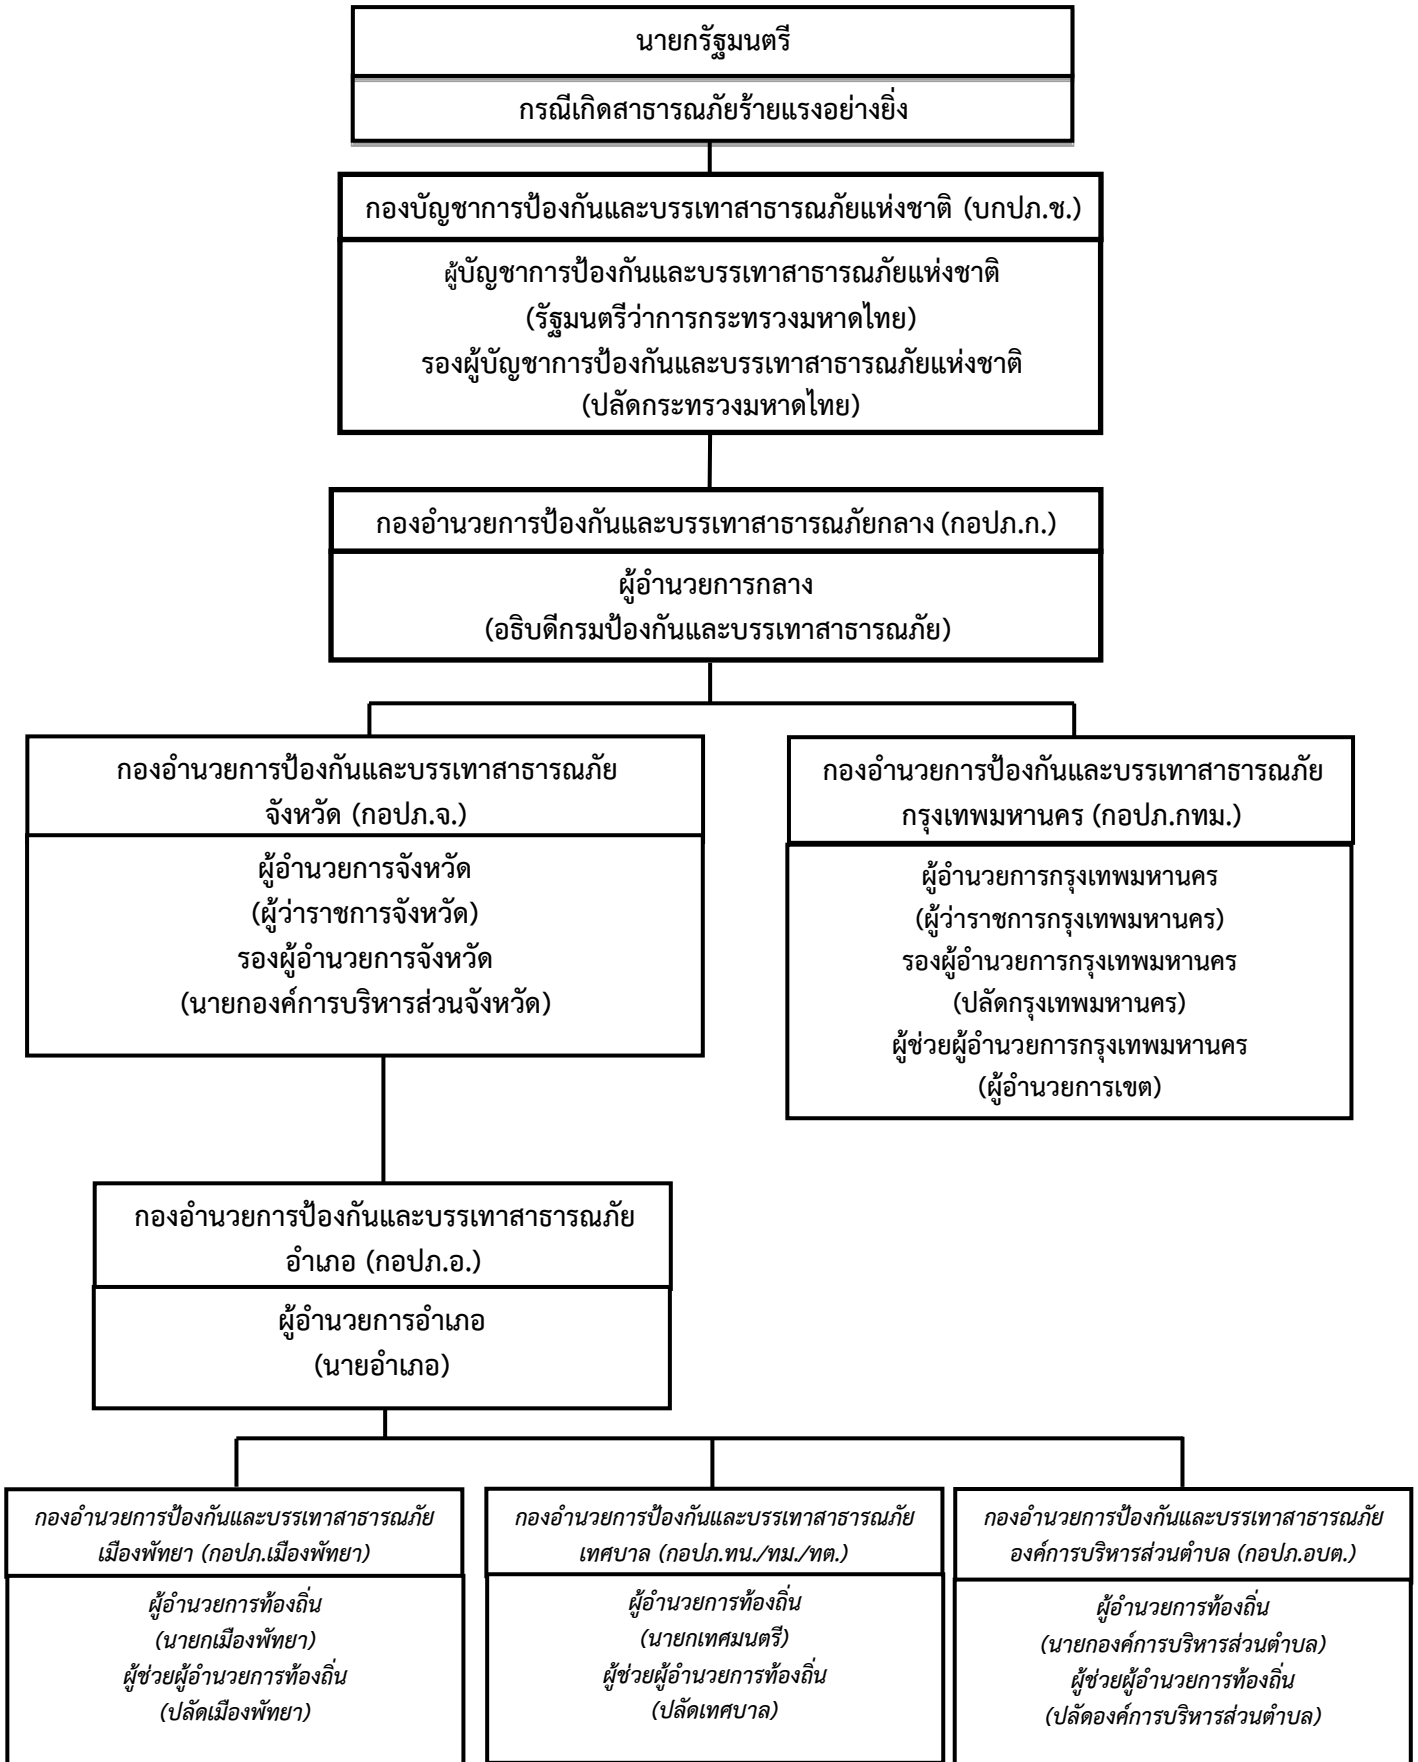 นายกรัฐมนตรี
กรณีเกิดสาธารณภัยร้ายแรงอย่างยิ่ง
กองบัญชาการป้องกันและบรรเทาสาธารณภัยแห่งชาติ (บกปภ.ช.)
ผู้บัญชาการป้องกันและบรรเทาสาธารณภัยแห่งชาติ
(รัฐมนตรีว่าการกระทรวงมหาดไทย)
รองผู้บัญชาการป้องกันและบรรเทาสาธารณภัยแห่งชาติ
(ปลัดกระทรวงมหาดไทย)
กองอำนวยการป้องกันและบรรเทาสาธารณภัยกลาง (กอปภ.ก.)
ผู้อำนวยการกลาง
(อธิบดีกรมป้องกันและบรรเทาสาธารณภัย)
กองอำนวยการป้องกันและบรรเทาสาธารณภัย
จังหวัด (กอปภ.จ.)
ผู้อำนวยการจังหวัด
(ผู้ว่าราชการจังหวัด)
รองผู้อำนวยการจังหวัด
(นายกองค์การบริหารส่วนจังหวัด)
กองอำนวยการป้องกันและบรรเทาสาธารณภัย
กรุงเทพมหานคร (กอปภ.กทม.)
ผู้อำนวยการกรุงเทพมหานคร
(ผู้ว่าราชการกรุงเทพมหานคร)
รองผู้อำนวยการกรุงเทพมหานคร
(ปลัดกรุงเทพมหานคร)
ผู้ช่วยผู้อำนวยการกรุงเทพมหานคร
(ผู้อำนวยการเขต)
กองอำนวยการป้องกันและบรรเทาสาธารณภัย
อำเภอ (กอปภ.อ.)
ผู้อำนวยการอำเภอ
(นายอำเภอ)
กองอำนวยการป้องกันและบรรเทาสาธารณภัย
เมืองพัทยา (กอปภ.เมืองพัทยา)
ผู้อำนวยการท้องถิ่น
(นายกเมืองพัทยา)
ผู้ช่วยผู้อำนวยการท้องถิ่น
(ปลัดเมืองพัทยา)
กองอำนวยการป้องกันและบรรเทาสาธารณภัย
เทศบาล (กอปภ.ทน./ทม./ทต.)
ผู้อำนวยการท้องถิ่น
(นายกเทศมนตรี)
ผู้ช่วยผู้อำนวยการท้องถิ่น
(ปลัดเทศบาล)
กองอำนวยการป้องกันและบรรเทาสาธารณภัย
องค์การบริหารส่วนตำบล (กอปภ.อบต.)
ผู้อำนวยการท้องถิ่น
(นายกองค์การบริหารส่วนตำบล)
ผู้ช่วยผู้อำนวยการท้องถิ่น
(ปลัดองค์การบริหารส่วนตำบล)